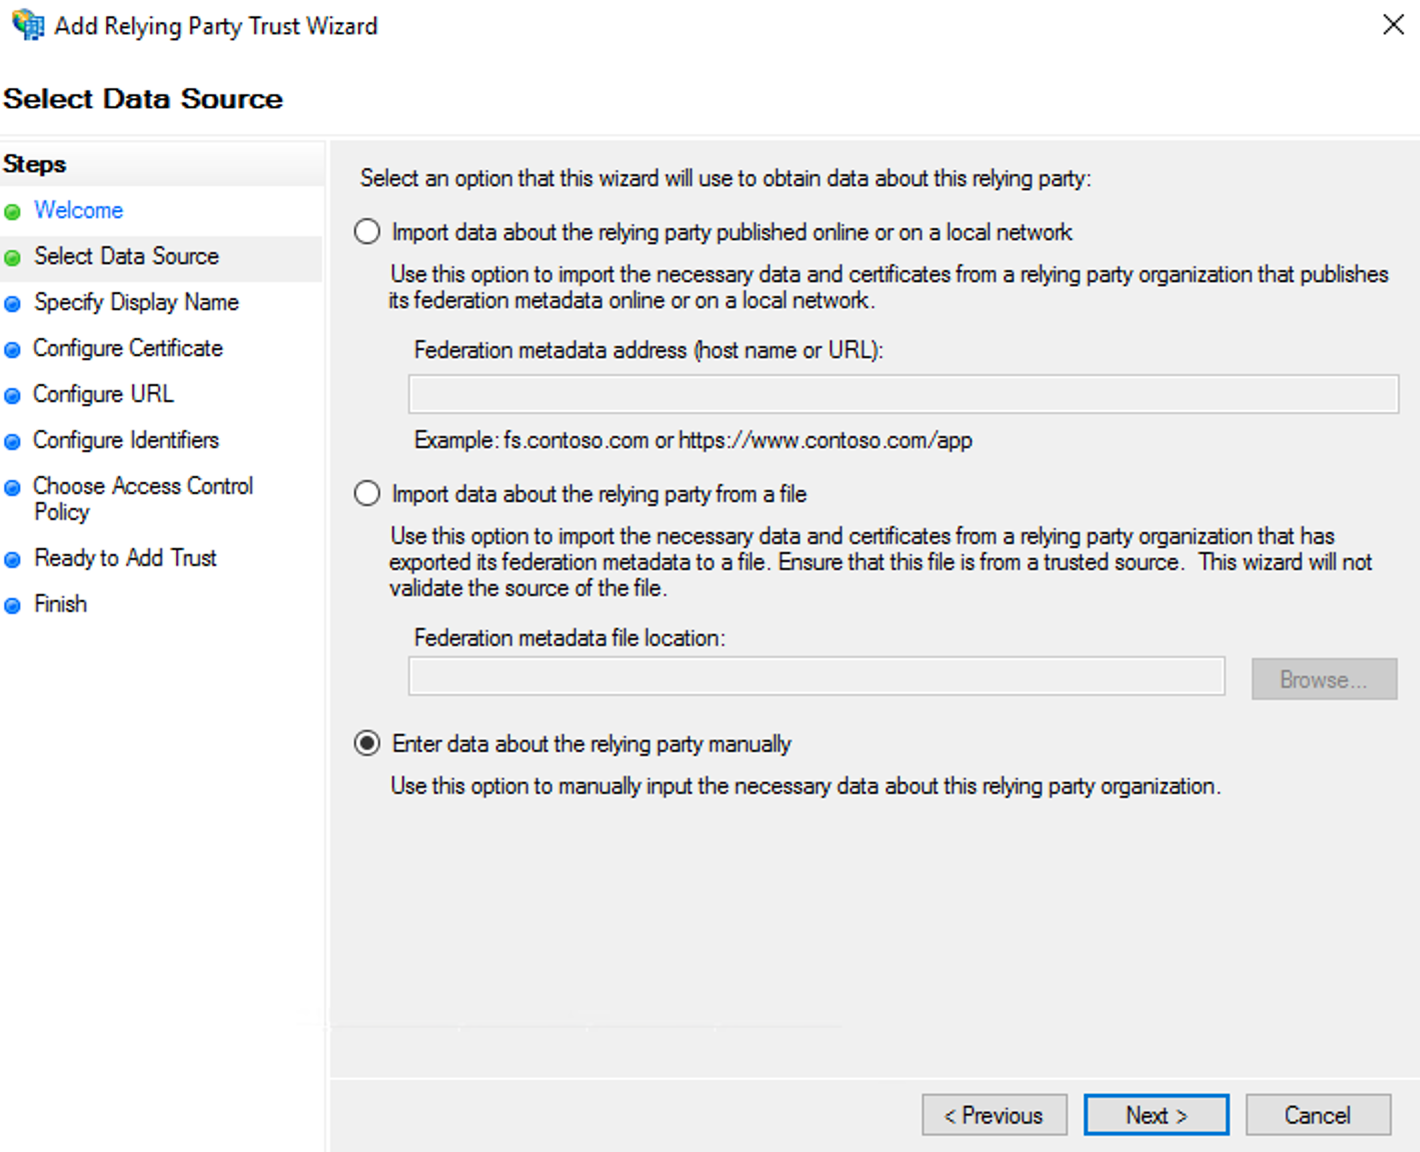 Add Relying Party Trust Wizard
Select Data Source
Steps
Welcome
Select Data Source
Specify Display Name
Configure Certificate
Configure URL
Configure Identifiers
Choose Access Control
Policy
Ready to Add Trust
Finish
Select an option that this wizard will use to obtain data about this relying party:
Import data about the relying party published online or on a local network
Use this option to import the necessary data and certificates from a relying party organization that publishes
its federation metadata online or on a local network.
Federation metadata address (host name or URL):
Example: fs.contoso.com or https://www.contoso.com/app
Import data about the relying party from a file
Use this option to import the necessary data and certificates from a relying party organization that has
exported its federation metadata to a file. Ensure that this file is from a trusted source.  This wizard will not
validate the source of the file.
Federation metadata file location:
Browse...
Enter data about the relying party manually
Use this option to manually input the necessary data about this relying party organization.
< Previous
Next >
Cancel